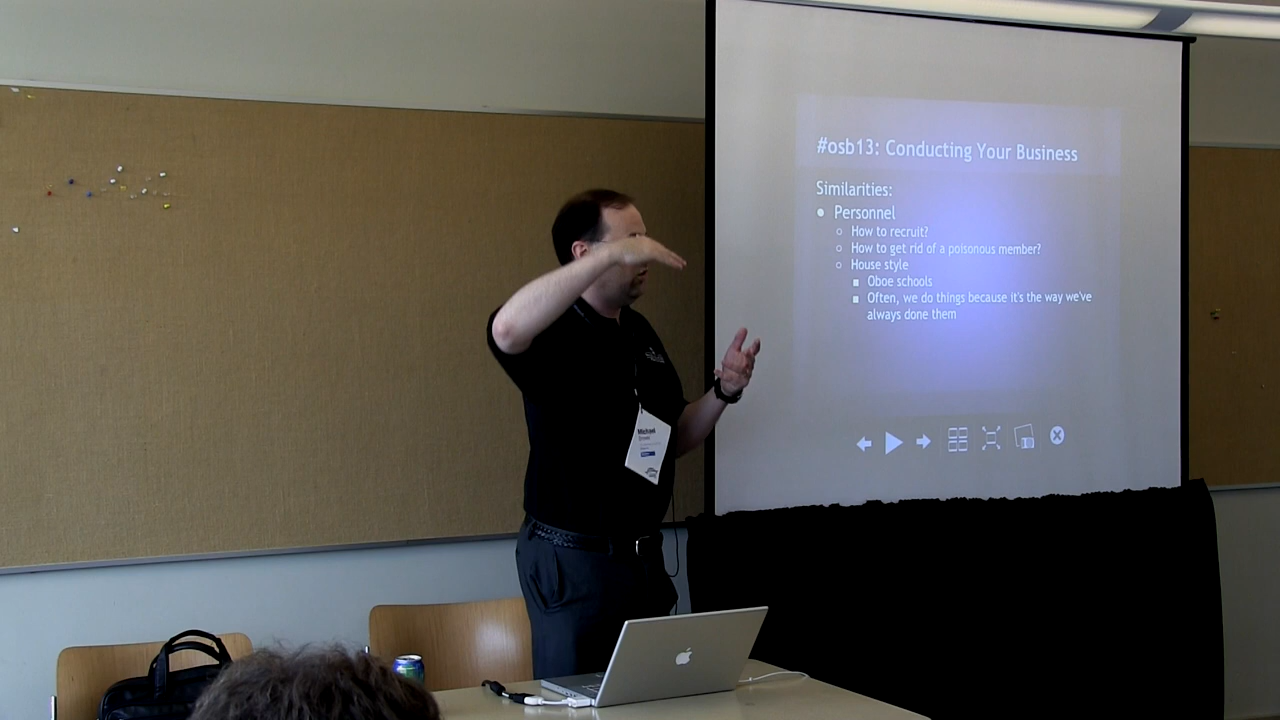 #osb13: Conducting Your Business
Similarities:
Personnel
How to recruit?
How to get rid of a poisonous member?
House style
Oboe schools
Often, we do things because it's the way we've
always done them
Michael